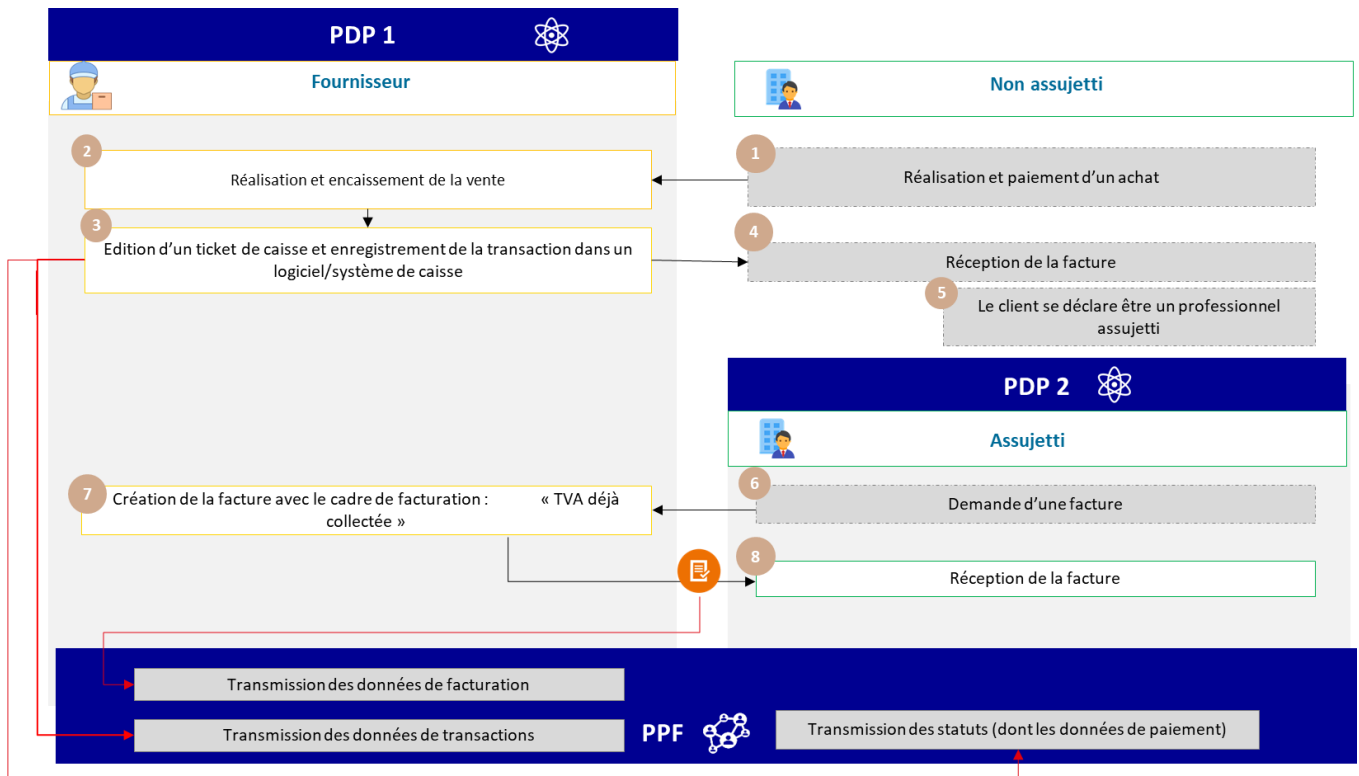 PDP 1
Fournisseur
Non assujetti
2
Réalisation et encaissement de la vente
1
Réalisation et paiement d'un achat
3
Edition d'un ticket de caisse et enregistrement de la transaction dans un
logiciel/système de caisse
4
Réception de la facture
5
Le client se déclare être un professionnel
assujetti
PDP 2
Assujetti
7
Création de la facture avec le cadre de facturation : « TVA déjà
collectée »
6
Demande d'une facture
8
Réception de la facture
Transmission des données de facturation
Transmission des données de transactions
PPF
Transmission des statuts (dont les données de paiement)